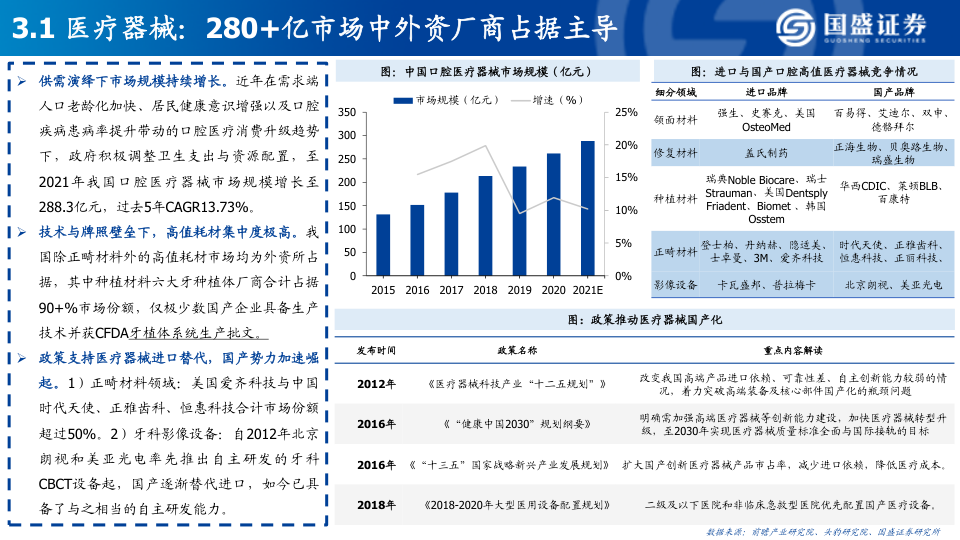 3.1 医疗器械：280+亿市场中外资厂商占据主导
国盛证券
GUOSHENG SECURITIES
➢ 供需演绎下市场规模持续增长。近年在需求端
人口老龄化加快、居民健康意识增强以及口腔
疾病患病率提升带动的口腔医疗消费升级趋势
下，政府积极调整卫生支出与资源配置，至
2021年我国口腔医疗器械市场规模增长至
288.3亿元，过去5年CAGR13.73%。
➢ 技术与牌照壁垒下，高值耗材集中度极高。我
国除正畸材料外的高值耗材市场均为外资所占
据，其中种植材料六大牙种植体厂商合计占据
90+%市场份额，仅极少数国产企业具备生产
技术并获CFDA牙植体系统生产批文。
➢ 政策支持医疗器械进口替代，国产势力加速崛
起。1）正畸材料领域：美国爱齐科技与中国
时代天使、正雅齿科、恒惠科技合计市场份额
超过50%。2）牙科影像设备：自2012年北京
朗视和美亚光电率先推出自主研发的牙科
CBCT设备起，国产逐渐替代进口，如今已具
备了与之相当的自主研发能力。
图：中国口腔医疗器械市场规模（亿元）
市场规模（亿元） 增速（%）
350 25%
300 20%
250
200 15%
150 10%
100
50 5%
0 0%
2015 2016 2017 2018 2019 2020 2021E
图：进口与国产口腔高值医疗器械竞争情况
细分领域 进口品牌 国产品牌
颌面材料 强生、史赛克、美国 百易得、艾迪尔、双申、
OsteoMed 德骼拜尔
修复材料 盖氏制药 正海生物、贝奥路生物、
瑞盛生物
种植材料 瑞典Noble Biocare、瑞士 华西CDIC、莱顿BLB、
Strauman、美国Dentsply 百康特
Friadent、Biomet 、韩国
Osstem
正畸材料 登士柏、丹纳赫、隐适美、 时代天使、正雅齿科、
士卓曼、3M、爱齐科技 恒惠科技、正丽科技、
影像设备 卡瓦盛邦、普拉梅卡 北京朗视、美亚光电
图：政策推动医疗器械国产化
发布时间 政策名称 重点内容解读
2012年 《医疗器械科技产业“十二五规划”》 改变我国高端产品进口依赖、可靠性差、自主创新能力较弱的情
况，着力突破高端装备及核心部件国产化的瓶颈问题
2016年 《“健康中国2030”规划纲要》 明确需加强高端医疗器械等创新能力建设，加快医疗器械转型升
级，至2030年实现医疗器械质量标准全面与国际接轨的目标
2016年 《“十三五”国家战略新兴产业发展规划》 扩大国产创新医疗器械产品市占率，减少进口依赖，降低医疗成本。
2018年 《2018-2020年大型医用设备配置规划》 二级及以下医院和非临床急救型医院优先配置国产医疗设备。
数据来源：前瞻产业研究院、头豹研究院、国盛证券研究所